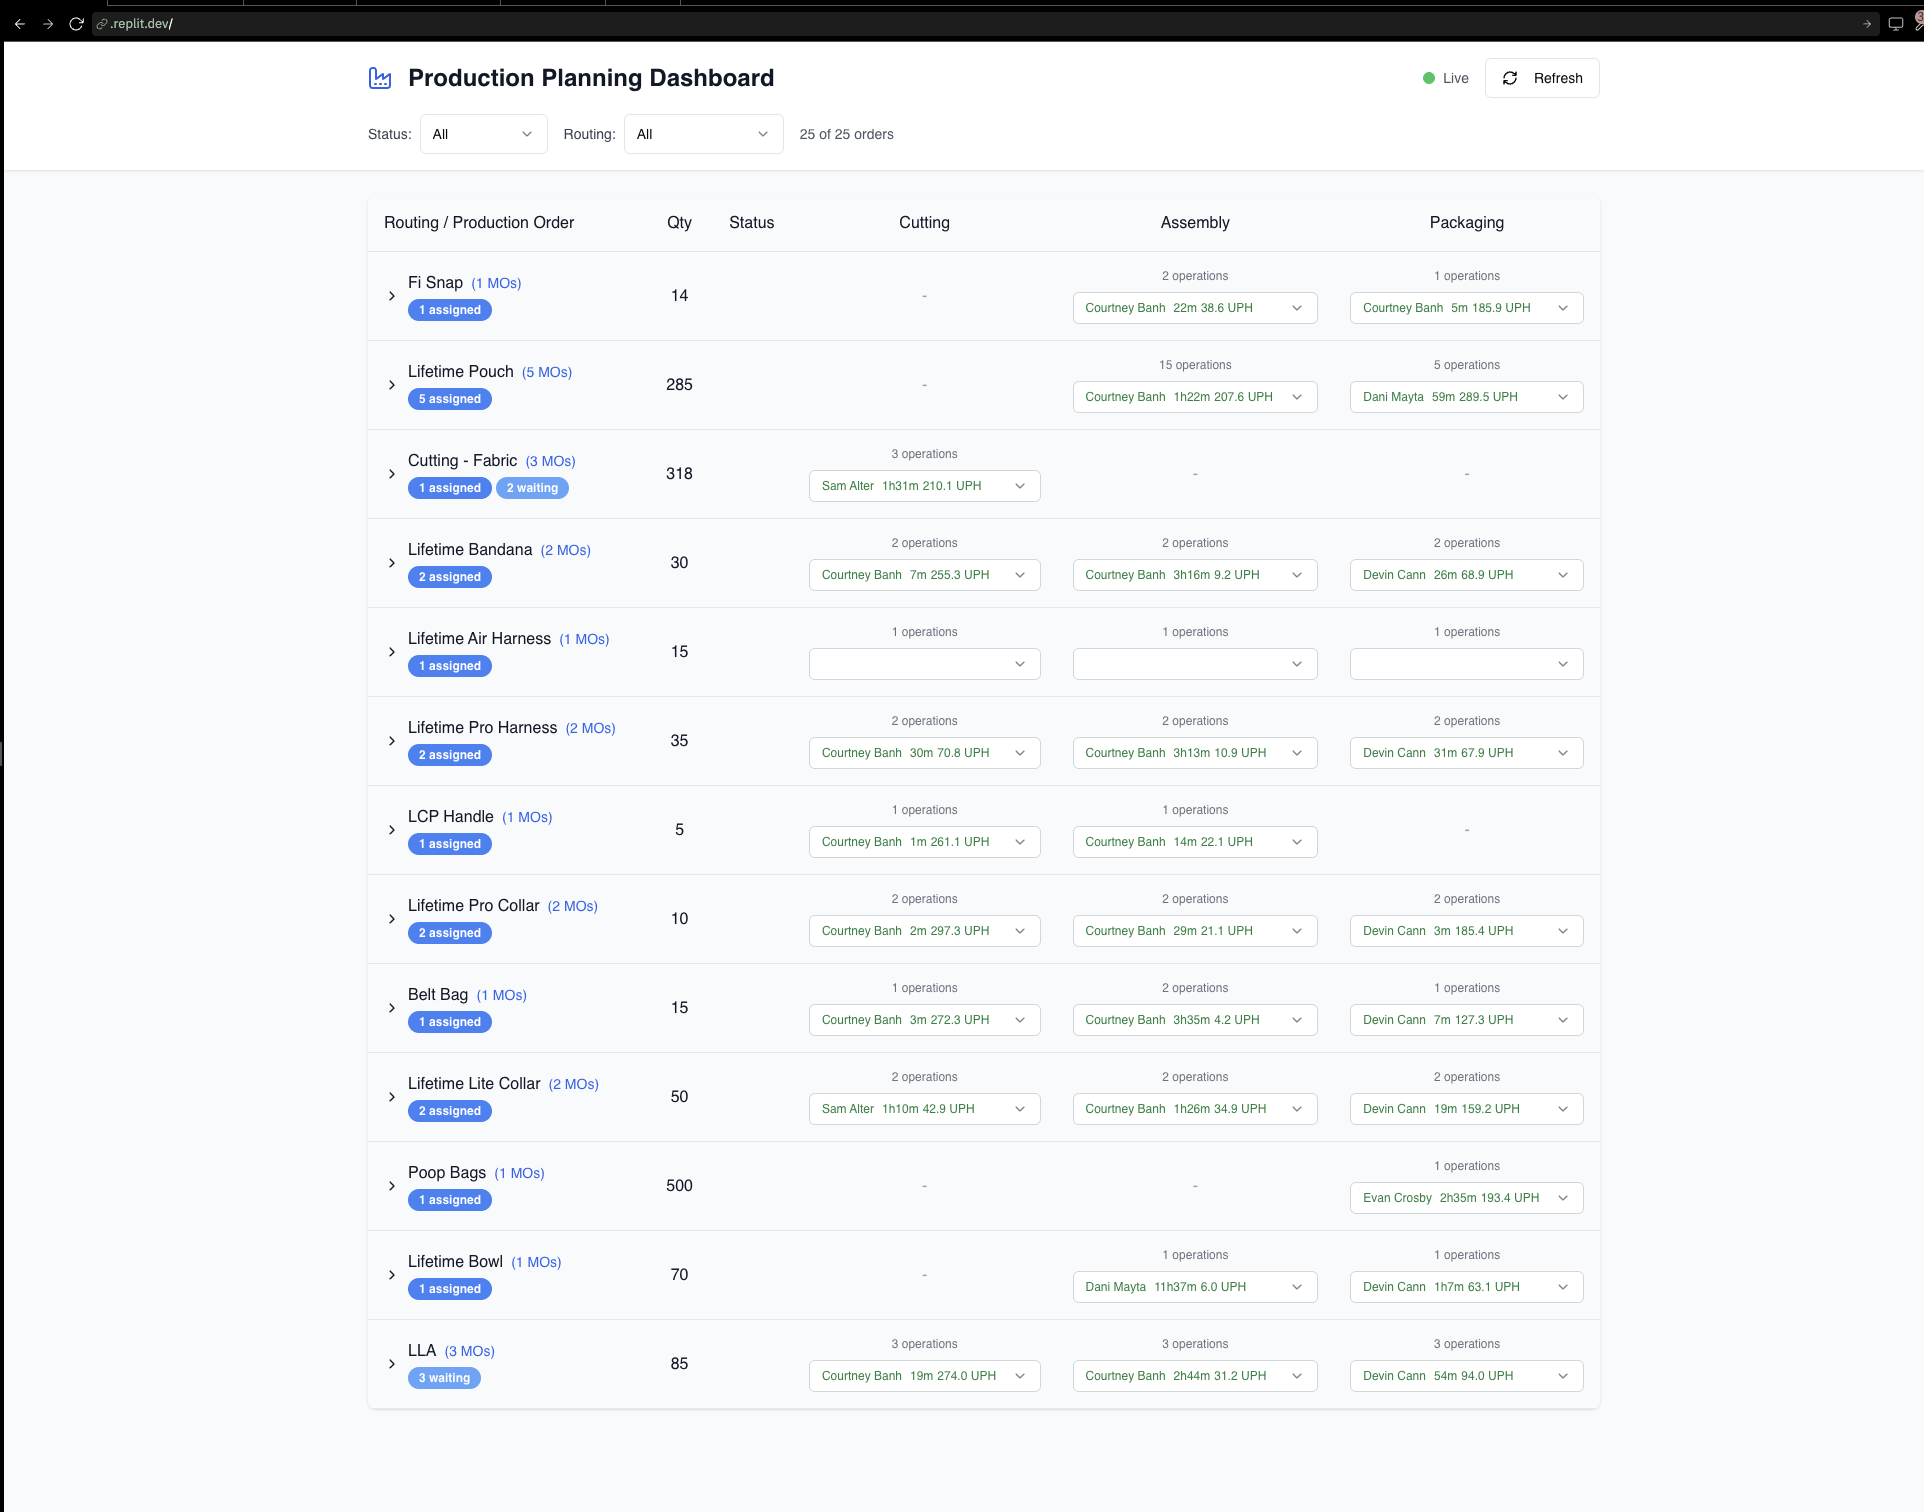 .replit.dev/
Production Planning Dashboard
Live
Refresh
Status: All Routing: All 25 of 25 orders
Routing / Production Order Qty Status Cutting Assembly Packaging
Fi Snap (1 MOs)
1 assigned
14
-
2 operations
Courtney Banh 22m 38.6 UPH
1 operations
Courtney Banh 5m 185.9 UPH
Lifetime Pouch (5 MOs)
5 assigned
285
-
15 operations
Courtney Banh 1h22m 207.6 UPH
5 operations
Dani Mayta 59m 289.5 UPH
Cutting - Fabric (3 MOs)
1 assigned 2 waiting
318
3 operations
Sam Alter 1h31m 210.1 UPH
-
-
Lifetime Bandana (2 MOs)
2 assigned
30
2 operations
Courtney Banh 7m 255.3 UPH
2 operations
Courtney Banh 3h16m 9.2 UPH
2 operations
Devin Cann 26m 68.9 UPH
Lifetime Air Harness (1 MOs)
1 assigned
15
1 operations
1 operations
1 operations
Lifetime Pro Harness (2 MOs)
2 assigned
35
2 operations
Courtney Banh 30m 70.8 UPH
2 operations
Courtney Banh 3h13m 10.9 UPH
2 operations
Devin Cann 31m 67.9 UPH
LCP Handle (1 MOs)
1 assigned
5
1 operations
Courtney Banh 1m 261.1 UPH
1 operations
Courtney Banh 14m 22.1 UPH
-
Lifetime Pro Collar (2 MOs)
2 assigned
10
2 operations
Courtney Banh 2m 297.3 UPH
2 operations
Courtney Banh 29m 21.1 UPH
2 operations
Devin Cann 3m 185.4 UPH
Belt Bag (1 MOs)
1 assigned
15
1 operations
Courtney Banh 3m 272.3 UPH
2 operations
Courtney Banh 3h35m 4.2 UPH
1 operations
Devin Cann 7m 127.3 UPH
Lifetime Lite Collar (2 MOs)
2 assigned
50
2 operations
Sam Alter 1h10m 42.9 UPH
2 operations
Courtney Banh 1h26m 34.9 UPH
2 operations
Devin Cann 19m 159.2 UPH
Poop Bags (1 MOs)
1 assigned
500
-
-
1 operations
Evan Crosby 2h35m 193.4 UPH
Lifetime Bowl (1 MOs)
1 assigned
70
-
1 operations
Dani Mayta 11h37m 6.0 UPH
1 operations
Devin Cann 1h7m 63.1 UPH
LLA (3 MOs)
3 waiting
85
3 operations
Courtney Banh 19m 274.0 UPH
3 operations
Courtney Banh 2h44m 31.2 UPH
3 operations
Devin Cann 54m 94.0 UPH